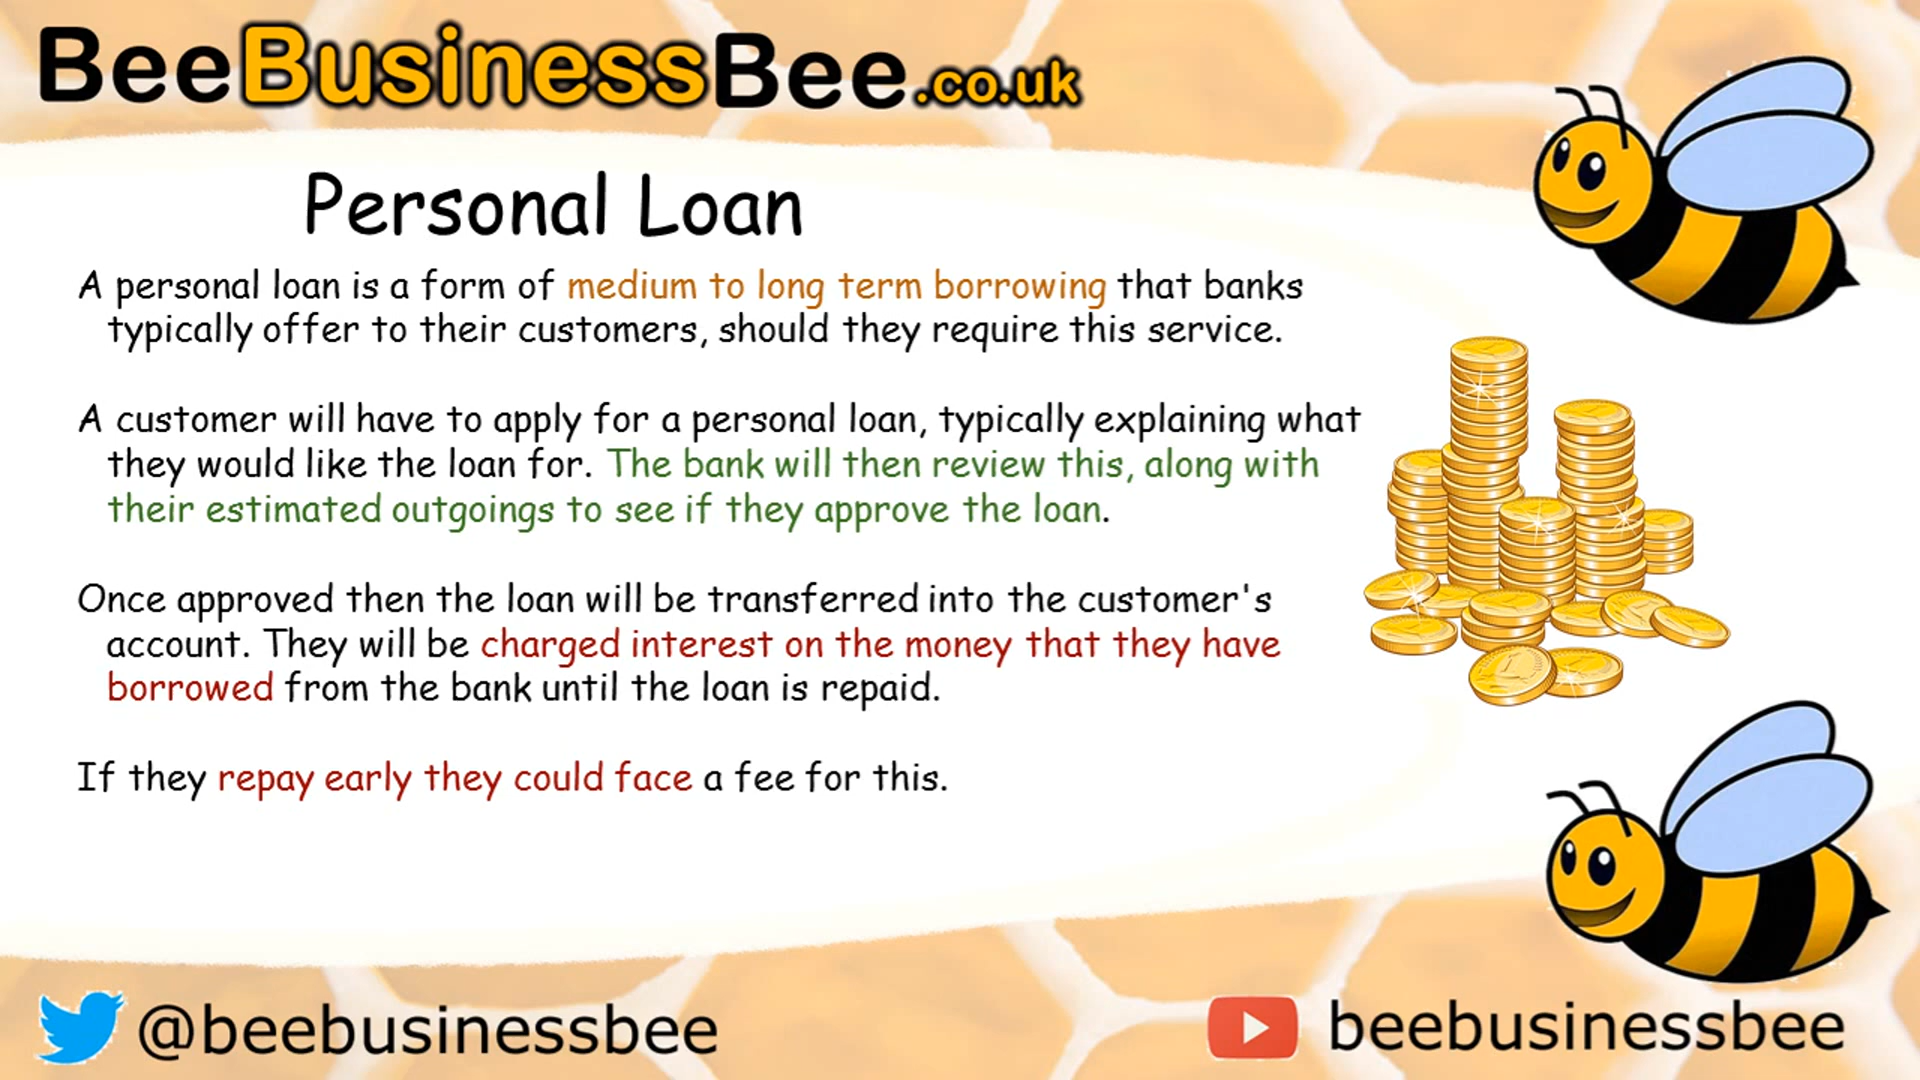 BeeBusinessBee.co.uk
Personal Loan
A personal loan is a form of medium to long term borrowing that banks
typically offer to their customers, should they require this service.
A customer will have to apply for a personal loan, typically explaining what
they would like the loan for. The bank will then review this, along with
their estimated outgoings to see if they approve the loan.
Once approved then the loan will be transferred into the customer's
account. They will be charged interest on the money that they have
borrowed from the bank until the loan is repaid.
If they repay early they could face a fee for this.
@beebusinessbee
beebusinessbee